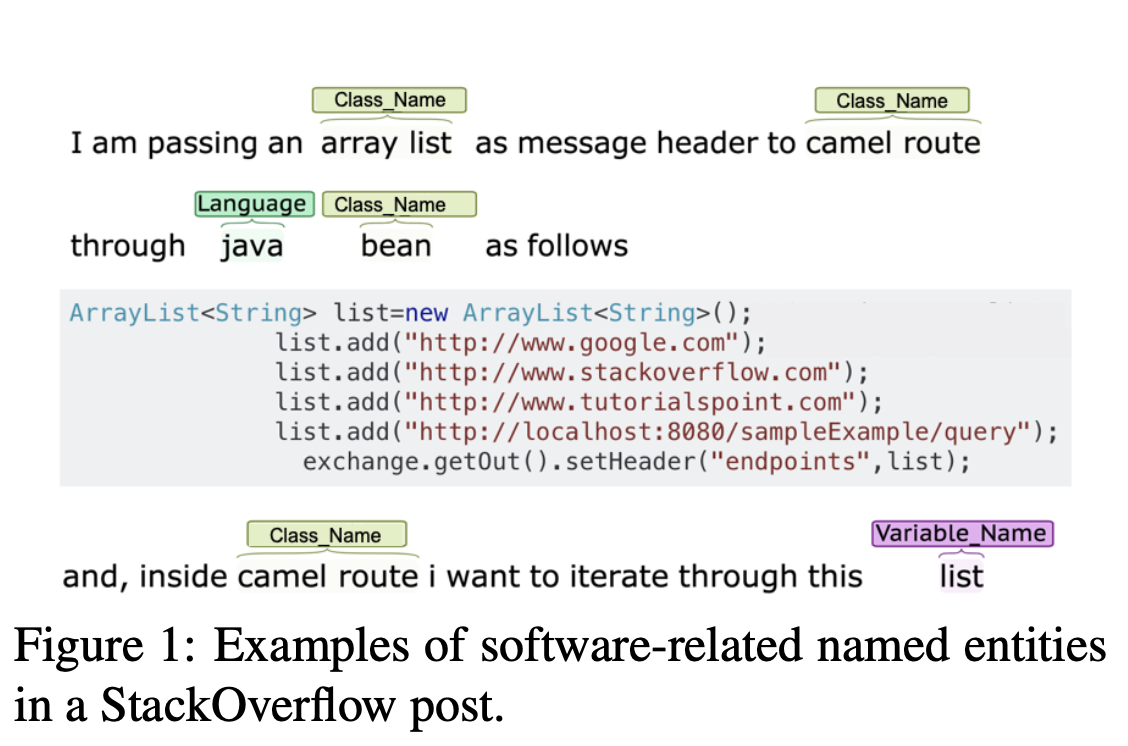 Class_Name Class_Name
I am passing an array list as message header to camel route
Language Class_Name
through java bean as follows
ArrayList<String> list=new ArrayList<String>();
list.add("http://www.google.com");
list.add("http://www.stackoverflow.com");
list.add("http://www.tutorialspoint.com");
list.add("http://localhost:8080/sampleExample/query");
exchange.getOut().setHeader("endpoints",list);
Class_Name Variable_Name
and, inside camel route i want to iterate through this list
Figure 1: Examples of software-related named entities
in a StackOverflow post.